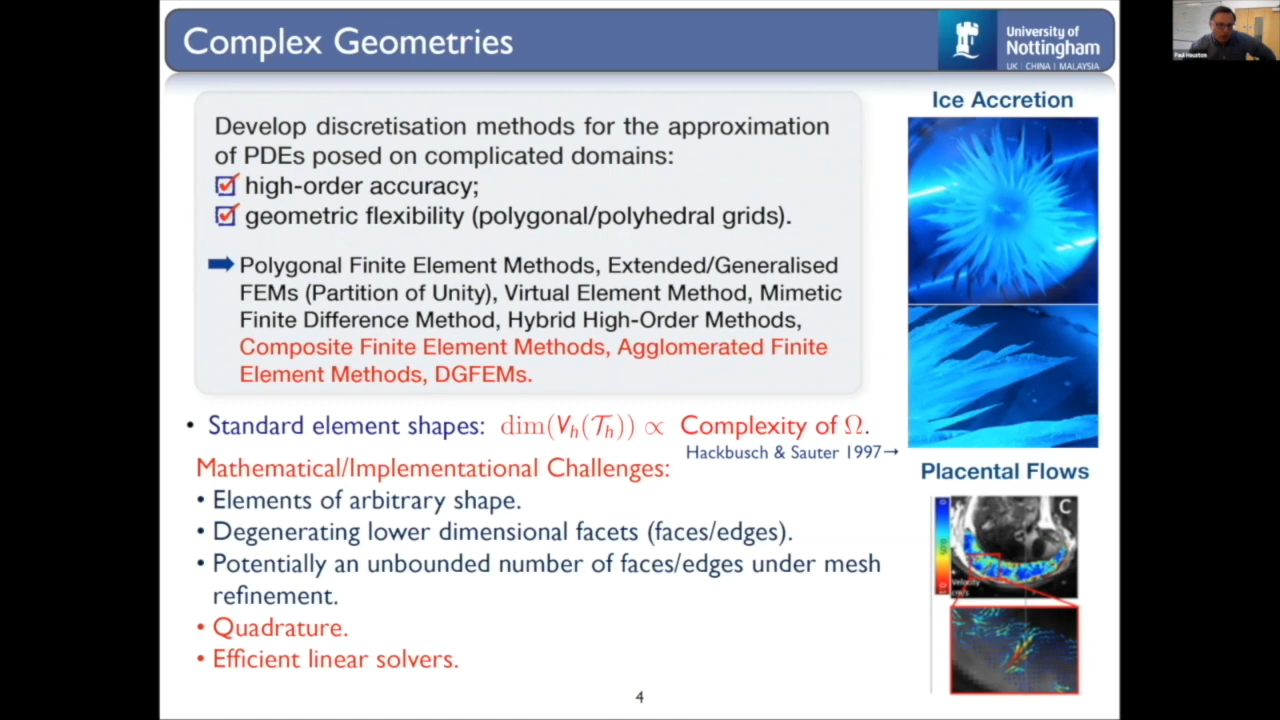 Complex Geometries
University of
Nottingham
UK | CHINA | MALAYSIA
Paul Houston
Develop discretisation methods for the approximation
of PDEs posed on complicated domains:
high-order accuracy;
geometric flexibility (polygonal/polyhedral grids).
Polygonal Finite Element Methods, Extended/Generalised
FEMs (Partition of Unity), Virtual Element Method, Mimetic
Finite Difference Method, Hybrid High-Order Methods,
Composite Finite Element Methods, Agglomerated Finite
Element Methods, DGFEMs.
• Standard element shapes: dim(Vₕ(𝒯ₕ)) ∝ Complexity of Ω.
Hackbusch & Sauter 1997→
Mathematical/Implementational Challenges:
• Elements of arbitrary shape.
• Degenerating lower dimensional facets (faces/edges).
• Potentially an unbounded number of faces/edges under mesh
refinement.
• Quadrature.
• Efficient linear solvers.
Ice Accretion
Placental Flows
C
Velocity
4